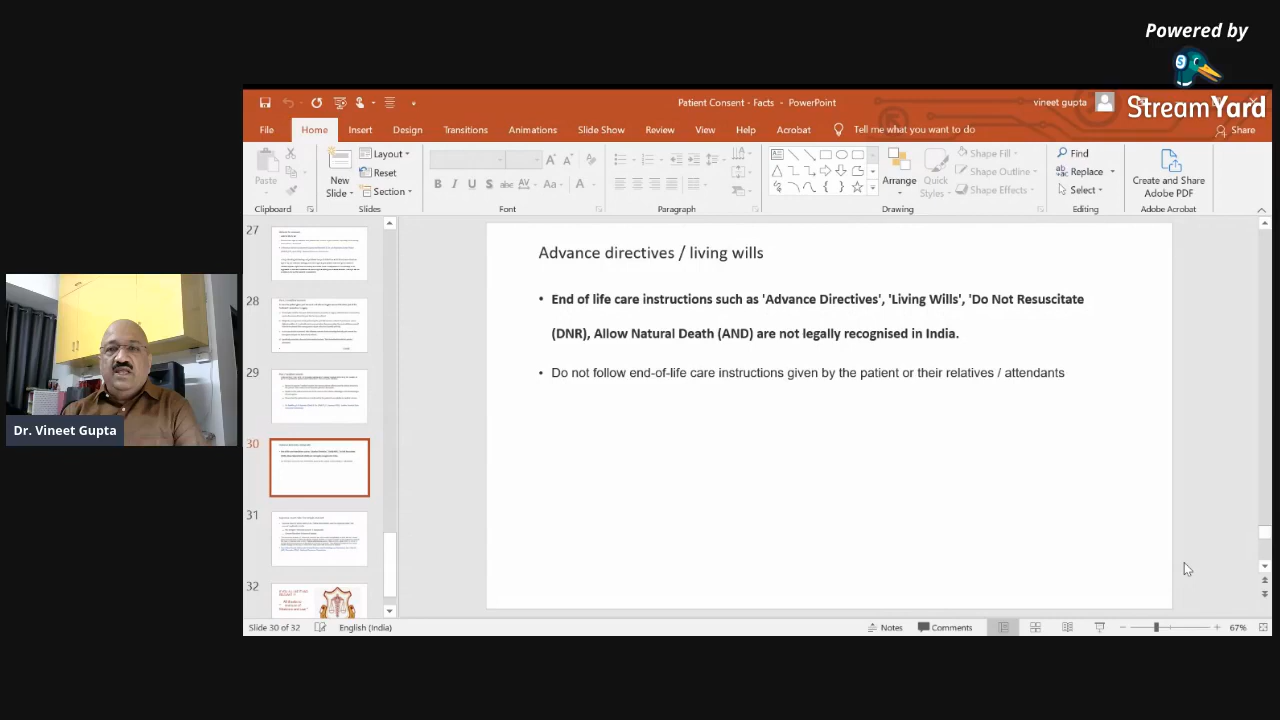 Powered by
StreamYard
Patient Consent - Facts - PowerPoint
vineet gupta
File Home Insert Design Transitions Animations Slide Show Review View Help Acrobat Tell me what you want to do Share
Paste
New
Slide
Layout
Reset
Section
B I U S abc AV Aa A
Arrange
Quick
Styles
Shape Fill
Shape Outline
Shape Effects
Find
Replace
Select
Create and Share
Adobe PDF
Clipboard Slides Font Paragraph Drawing Editing Adobe Acrobat
27
28
29
30
31
32
Advance directives / living wills
• End of life care instructions such as 'Advance Directives', 'Living Wills', 'Do Not Resuscitate
(DNR), Allow Natural Death (AND) are not legally recognised in India.
• Do not follow end-of-life care instructions given by the patient or their relatives / attendants
Dr. Vineet Gupta
Slide 30 of 32 English (India) Notes Comments 67%